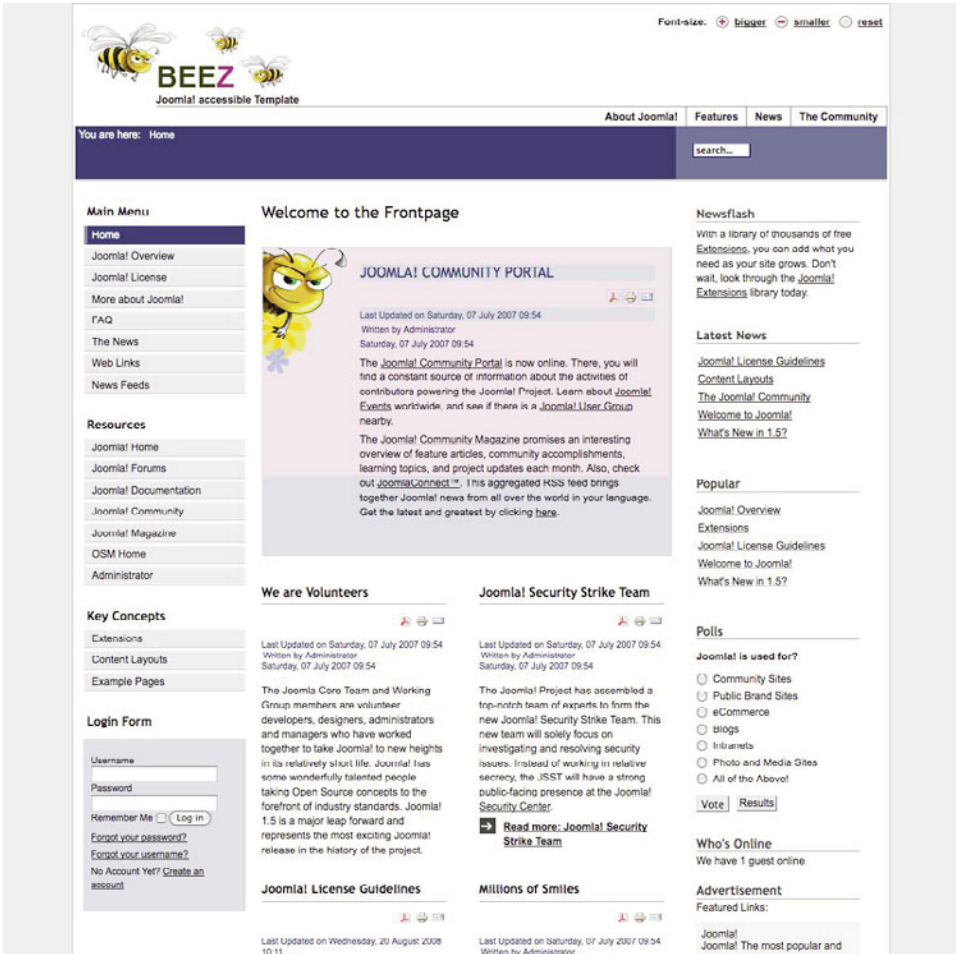 Font-size: bigger smaller reset
BEEZ
Joomla! accessible Template
About Joomla! Features News The Community
You are here: Home
search...
Main Menu
Home
Joomla! Overview
Joomla! License
More about Joomla!
FAQ
The News
Web Links
News Feeds
Resources
Joomla! Home
Joomla! Forums
Joomla! Documentation
Joomla! Community
Joomla! Magazine
OSM Home
Administrator
Key Concepts
Extensions
Content Layouts
Example Pages
Login Form
Username
Password
Remember Me Log in
Forgot your password?
Forgot your username?
No Account Yet? Create an
account
Welcome to the Frontpage
JOOMLA! COMMUNITY PORTAL
Last Updated on Saturday, 07 July 2007 09:54
Written by Administrator
Saturday, 07 July 2007 09:54
The Joomla! Community Portal is now online. There, you will
find a constant source of information about the activities of
contributors powering the Joomla! Project. Learn about Joomla!
Events worldwide, and see if there is a Joomla! User Group
nearby.
The Joomla! Community Magazine promises an interesting
overview of feature articles, community accomplishments,
learning topics, and project updates each month. Also, check
out JoomlaConnect™. This aggregated RSS feed brings
together Joomla! news from all over the world in your language.
Get the latest and greatest by clicking here.
We are Volunteers
Last Updated on Saturday, 07 July 2007 09:54
Written by Administrator
Saturday, 07 July 2007 09:54
The Joomla Core Team and Working
Group members are volunteer
developers, designers, administrators
and managers who have worked
together to take Joomla! to new heights
in its relatively short life. Joomla! has
some wonderfully talented people
taking Open Source concepts to the
forefront of industry standards. Joomla!
1.5 is a major leap forward and
represents the most exciting Joomla!
release in the history of the project.
Joomla! Security Strike Team
Last Updated on Saturday, 07 July 2007 09:54
Written by Administrator
Saturday, 07 July 2007 09:54
The Joomla! Project has assembled a
top-notch team of experts to form the
new Joomla! Security Strike Team. This
new team will solely focus on
investigating and resolving security
issues. Instead of working in relative
secrecy, the JSST will have a strong
public-facing presence at the Joomla!
Security Center.
Read more: Joomla! Security
Strike Team
Joomla! License Guidelines
Last Updated on Wednesday, 20 August 2008
10:11
Millions of Smiles
Last Updated on Saturday, 07 July 2007 09:54
Written by Administrator
Newsflash
With a library of thousands of free
Extensions, you can add what you
need as your site grows. Don't
wait, look through the Joomla!
Extensions library today.
Latest News
Joomla! License Guidelines
Content Layouts
The Joomla! Community
Welcome to Joomla!
What's New in 1.5?
Popular
Joomla! Overview
Extensions
Joomla! License Guidelines
Welcome to Joomla!
What's New in 1.5?
Polls
Joomla! is used for?
Community Sites
Public Brand Sites
eCommerce
Blogs
Intranets
Photo and Media Sites
All of the Above!
Vote Results
Who's Online
We have 1 guest online
Advertisement
Featured Links:
Joomla!
Joomla! The most popular and